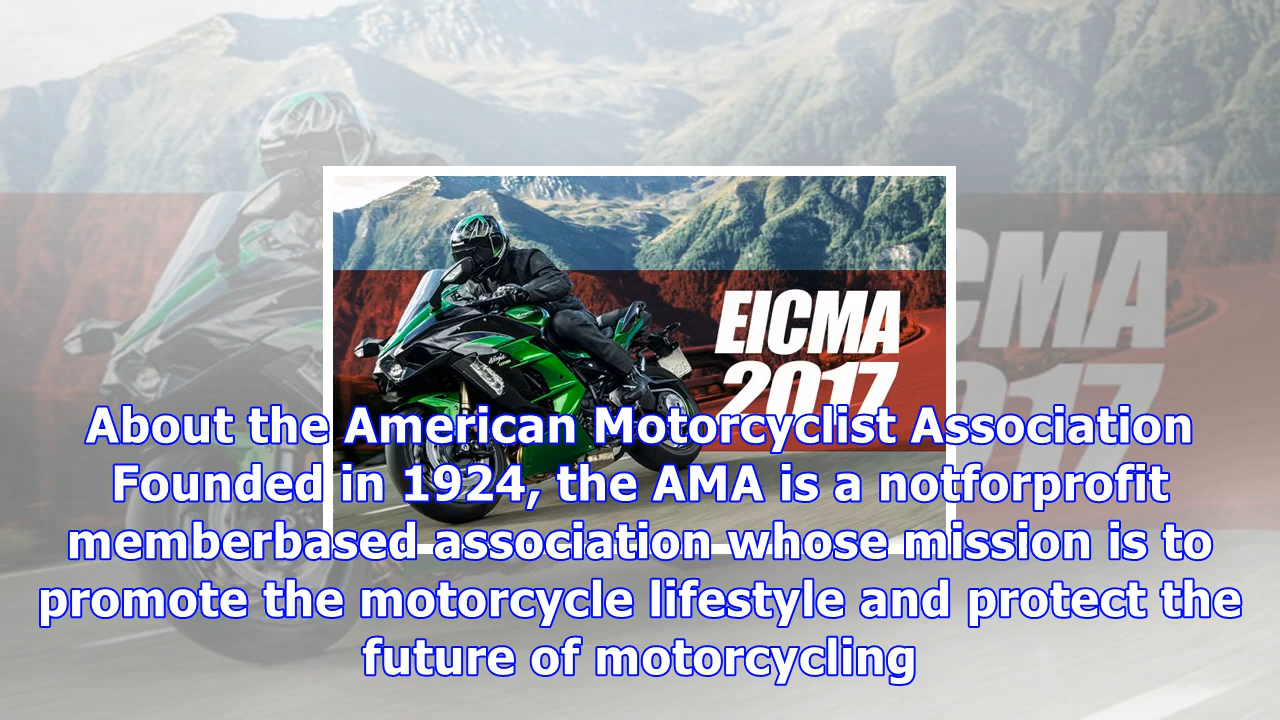 EICMA
2017
About the American Motorcyclist Association
Founded in 1924, the AMA is a notforprofit
memberbased association whose mission is to
promote the motorcycle lifestyle and protect the
future of motorcycling
Ninja